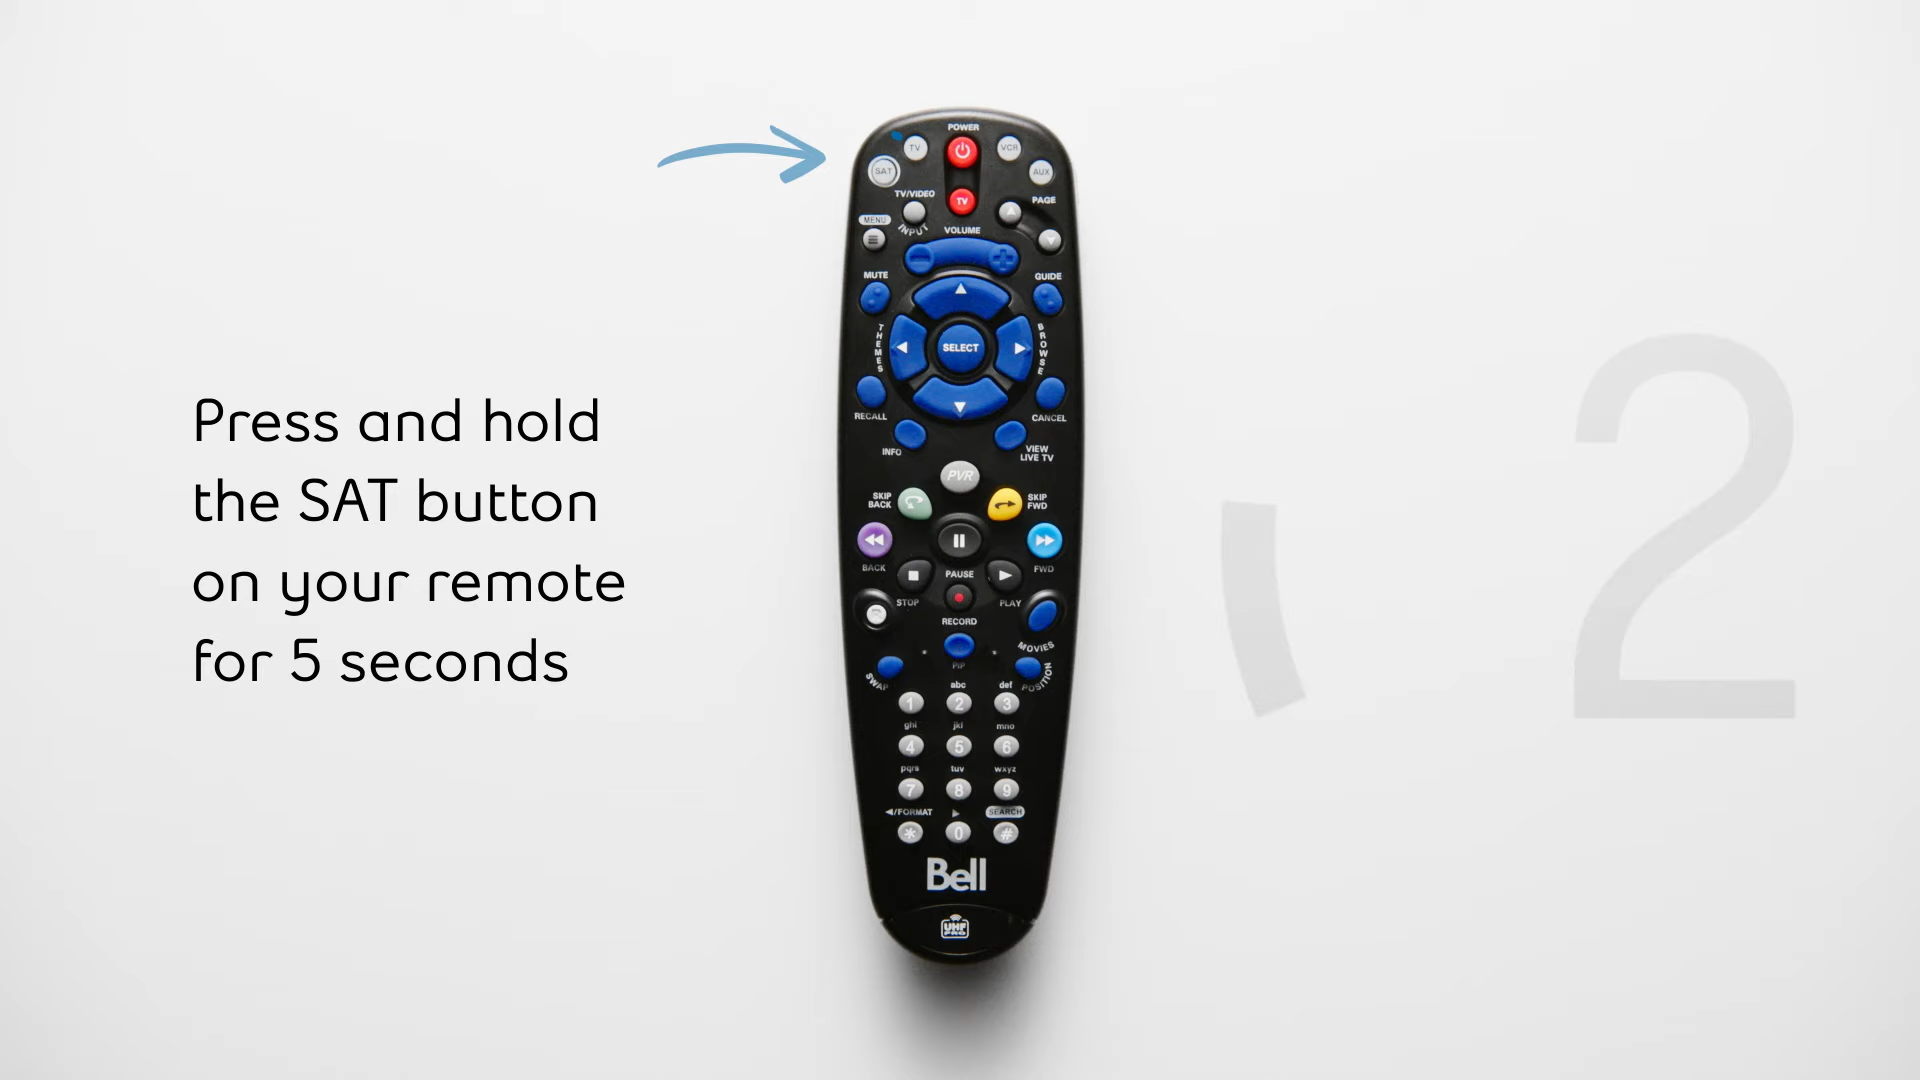 Press and hold
the SAT button
on your remote
for 5 seconds
POWER
TV
VCR
SAT
AUX
TV/VIDEO
TV
PAGE
MENU
INPUT
VOLUME
MUTE
GUIDE
THEMES
SELECT
BROWSE
RECALL
CANCEL
INFO
VIEW
LIVE TV
PVR
SKIP
BACK
SKIP
FWD
BACK
PAUSE
FWD
STOP
PLAY
RECORD
MOVIES
SWAP
PIP
POSITION
abc
def
1
2
3
ghi
jkl
mno
4
5
6
pqrs
tuv
wxyz
7
8
9
/FORMAT
SEARCH
*
0
#
Bell
UHF
PRO
2